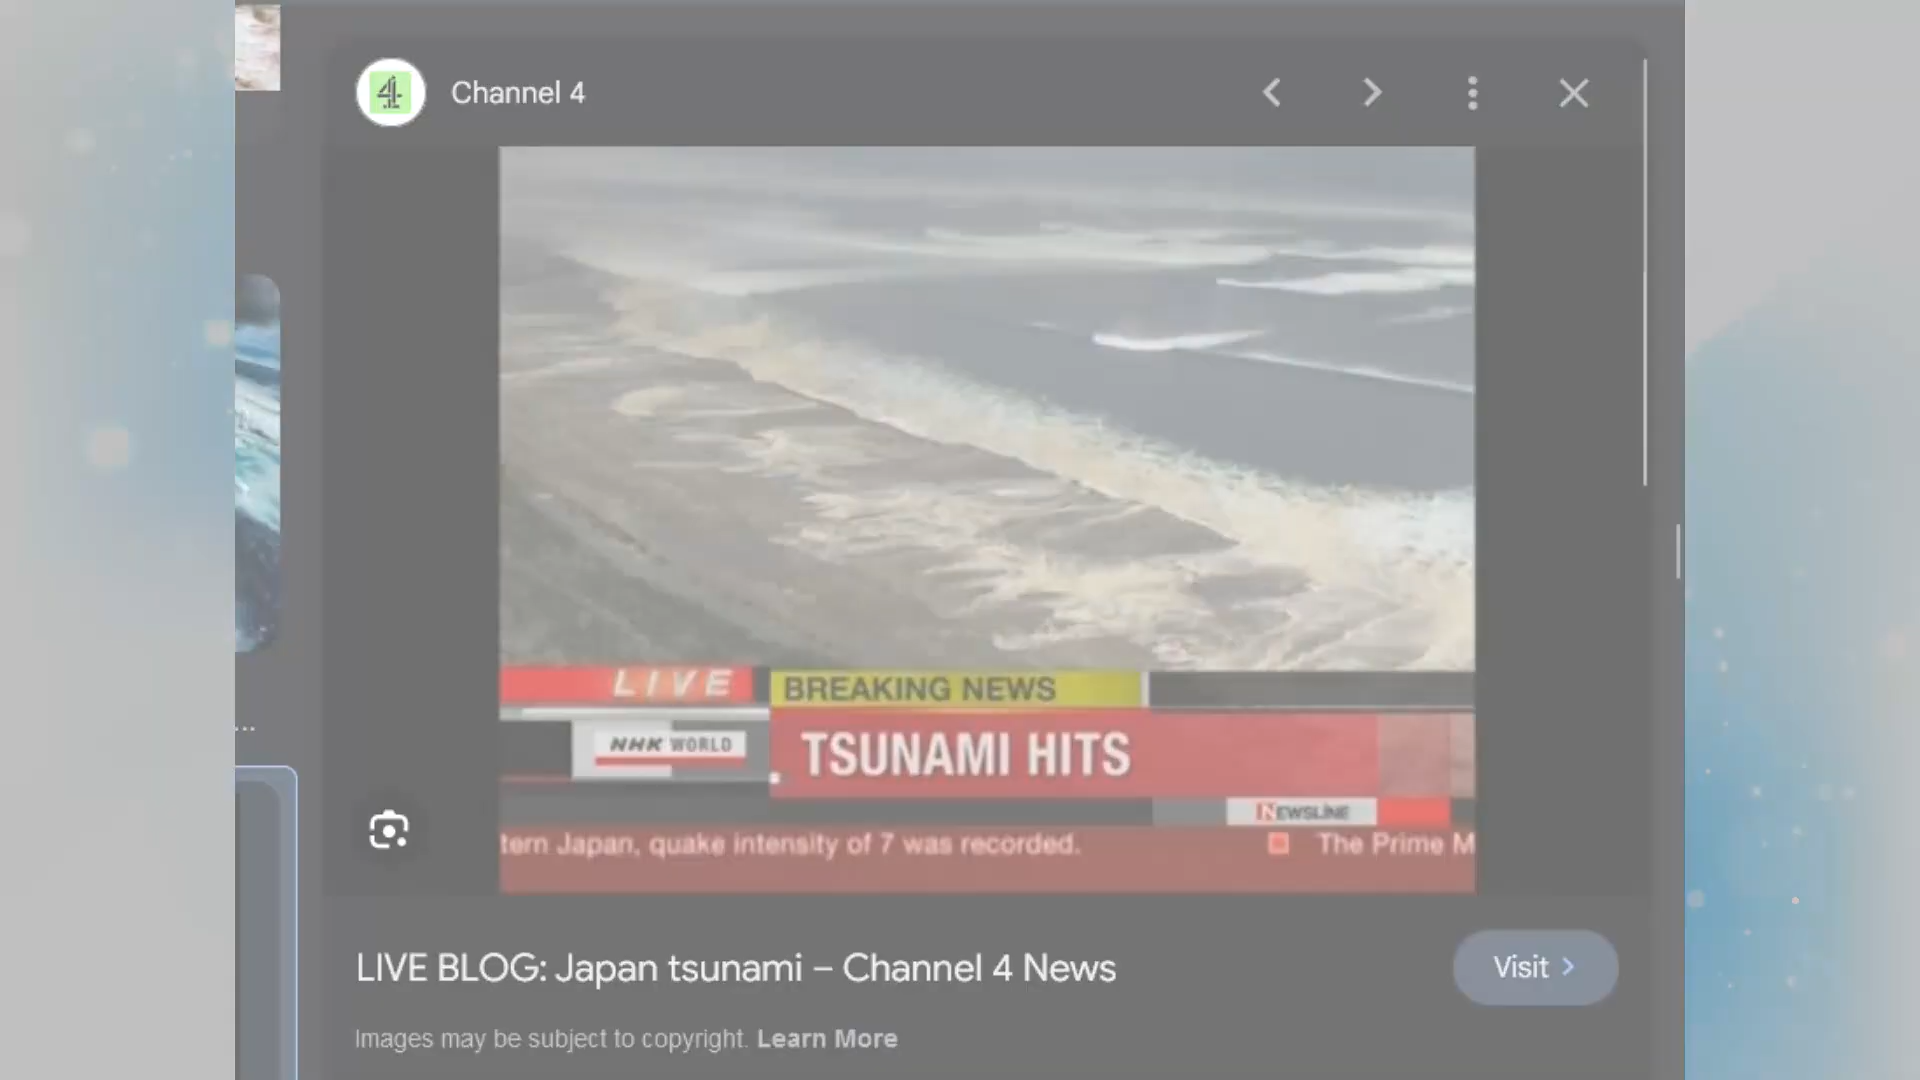 4
Channel 4
LIVE
BREAKING NEWS
NHK WORLD
TSUNAMI HITS
NEWSLINE
tern Japan, quake intensity of 7 was recorded.
The Prime M
...
LIVE BLOG: Japan tsunami – Channel 4 News
Visit
Images may be subject to copyright. Learn More